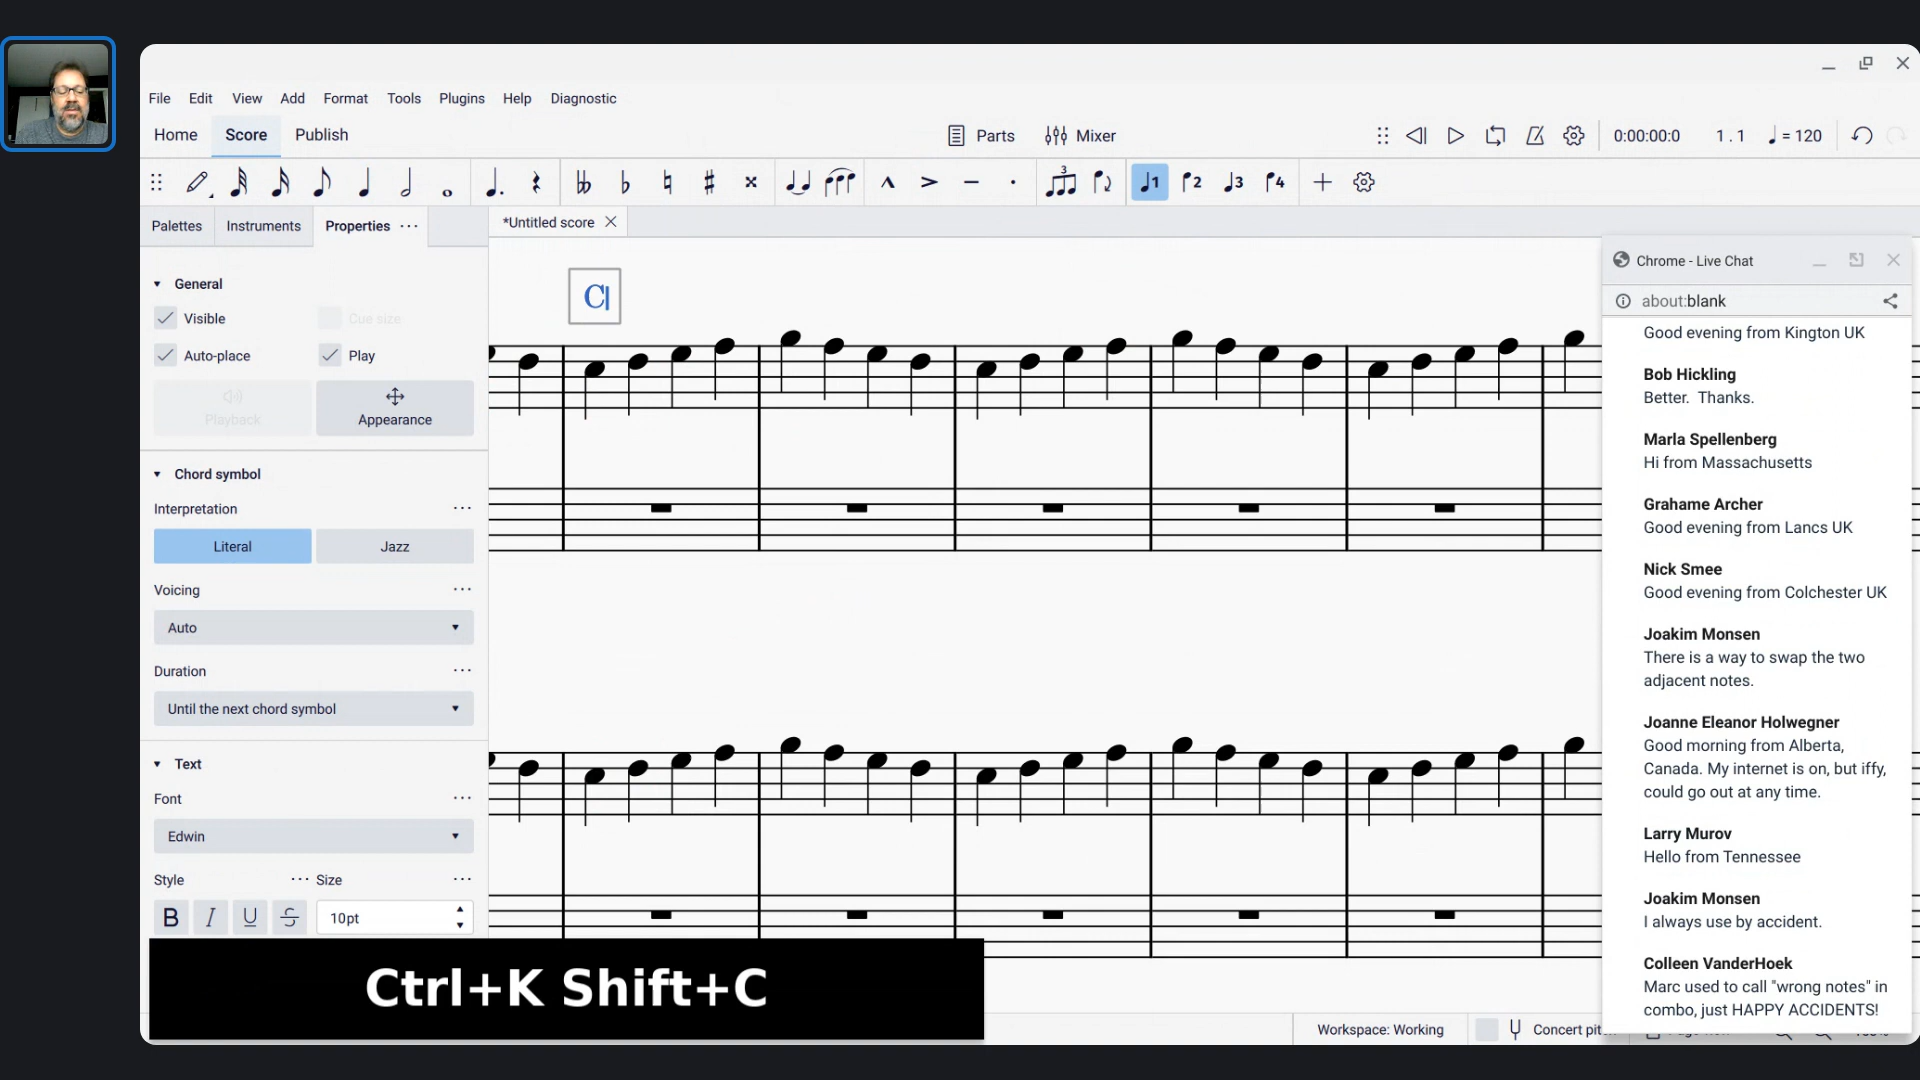 File Edit View Add Format Tools Plugins Help Diagnostic
Home Score Publish Parts Mixer 0:00:00:0 1 . 1 = 120
3 1 2 3 4
Palettes Instruments Properties ··· *Untitled score
General
Visible Cue size
Auto-place Play
Playback Appearance
Chord symbol
Interpretation ···
Literal Jazz
Voicing ···
Auto
Duration ···
Until the next chord symbol
Text
Font ···
Edwin
Style ··· Size ···
B I U S 10pt
C
Ctrl+K Shift+C
Workspace: Working Concert
Chrome - Live Chat
about:blank
Good evening from Kington UK
Bob Hickling
Better. Thanks.
Marla Spellenberg
Hi from Massachusetts
Grahame Archer
Good evening from Lancs UK
Nick Smee
Good evening from Colchester UK
Joakim Monsen
There is a way to swap the two
adjacent notes.
Joanne Eleanor Holwegner
Good morning from Alberta,
Canada. My internet is on, but iffy,
could go out at any time.
Larry Murov
Hello from Tennessee
Joakim Monsen
I always use by accident.
Colleen VanderHoek
Marc used to call "wrong notes" in
combo, just HAPPY ACCIDENTS!